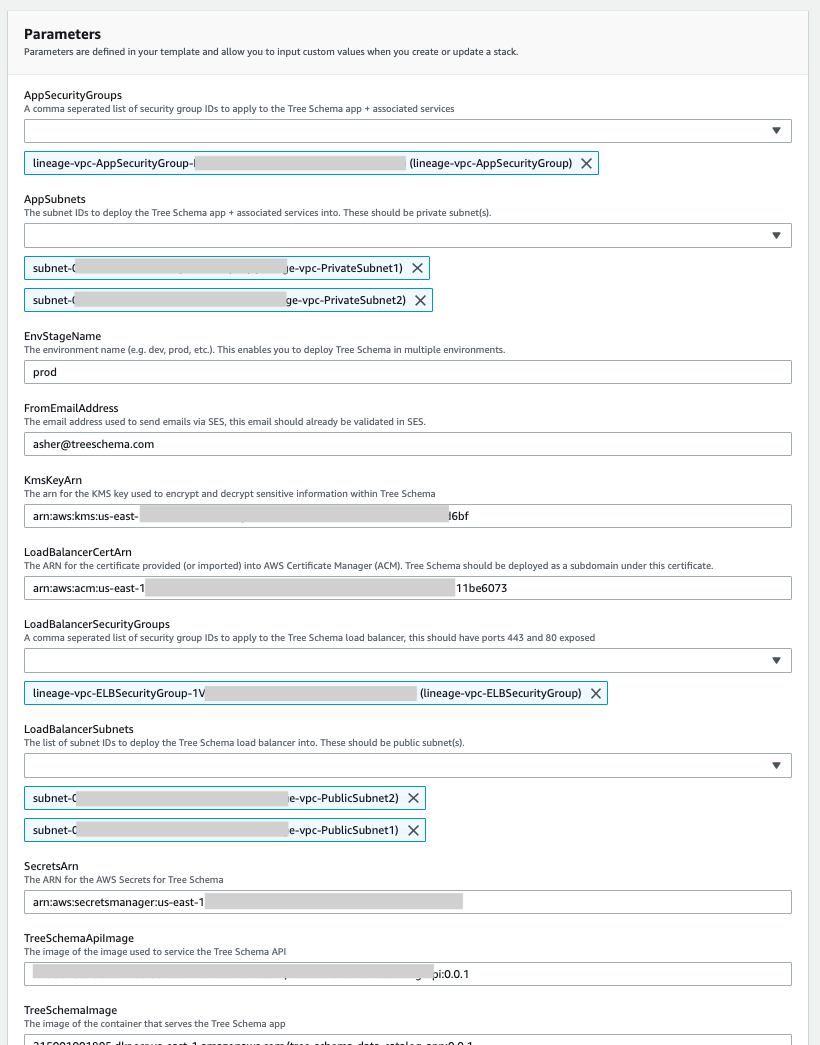 Parameters
Parameters are defined in your template and allow you to input custom values when you create or update a stack.
AppSecurityGroups
A comma seperated list of security group IDs to apply to the Tree Schema app + associated services
lineage-vpc-AppSecurityGroup- (lineage-vpc-AppSecurityGroup)
AppSubnets
The subnet IDs to deploy the Tree Schema app + associated services into. These should be private subnet(s).
subnet-0 ge-vpc-PrivateSubnet1)
subnet-0 ge-vpc-PrivateSubnet2)
EnvStageName
The environment name (e.g. dev, prod, etc.). This enables you to deploy Tree Schema in multiple environments.
prod
FromEmailAddress
The email address used to send emails via SES, this email should already be validated in SES.
asher@treeschema.com
KmsKeyArn
The arn for the KMS key used to encrypt and decrypt sensitive information within Tree Schema
arn:aws:kms:us-east- 6bf
LoadBalancerCertArn
The ARN for the certificate provided (or imported) into AWS Certificate Manager (ACM). Tree Schema should be deployed as a subdomain under this certificate.
arn:aws:acm:us-east-1 11be6073
LoadBalancerSecurityGroups
A comma seperated list of security group IDs to apply to the Tree Schema load balancer, this should have ports 443 and 80 exposed
lineage-vpc-ELBSecurityGroup-1V (lineage-vpc-ELBSecurityGroup)
LoadBalancerSubnets
The list of subnet IDs to deploy the Tree Schema load balancer into. These should be public subnet(s).
subnet-0 e-vpc-PublicSubnet2)
subnet-0 e-vpc-PublicSubnet1)
SecretsArn
The ARN for the AWS Secrets for Tree Schema
arn:aws:secretsmanager:us-east-1
TreeSchemaApiImage
The image of the image used to service the Tree Schema API
pi:0.0.1
TreeSchemaImage
The image of the container that serves the Tree Schema app